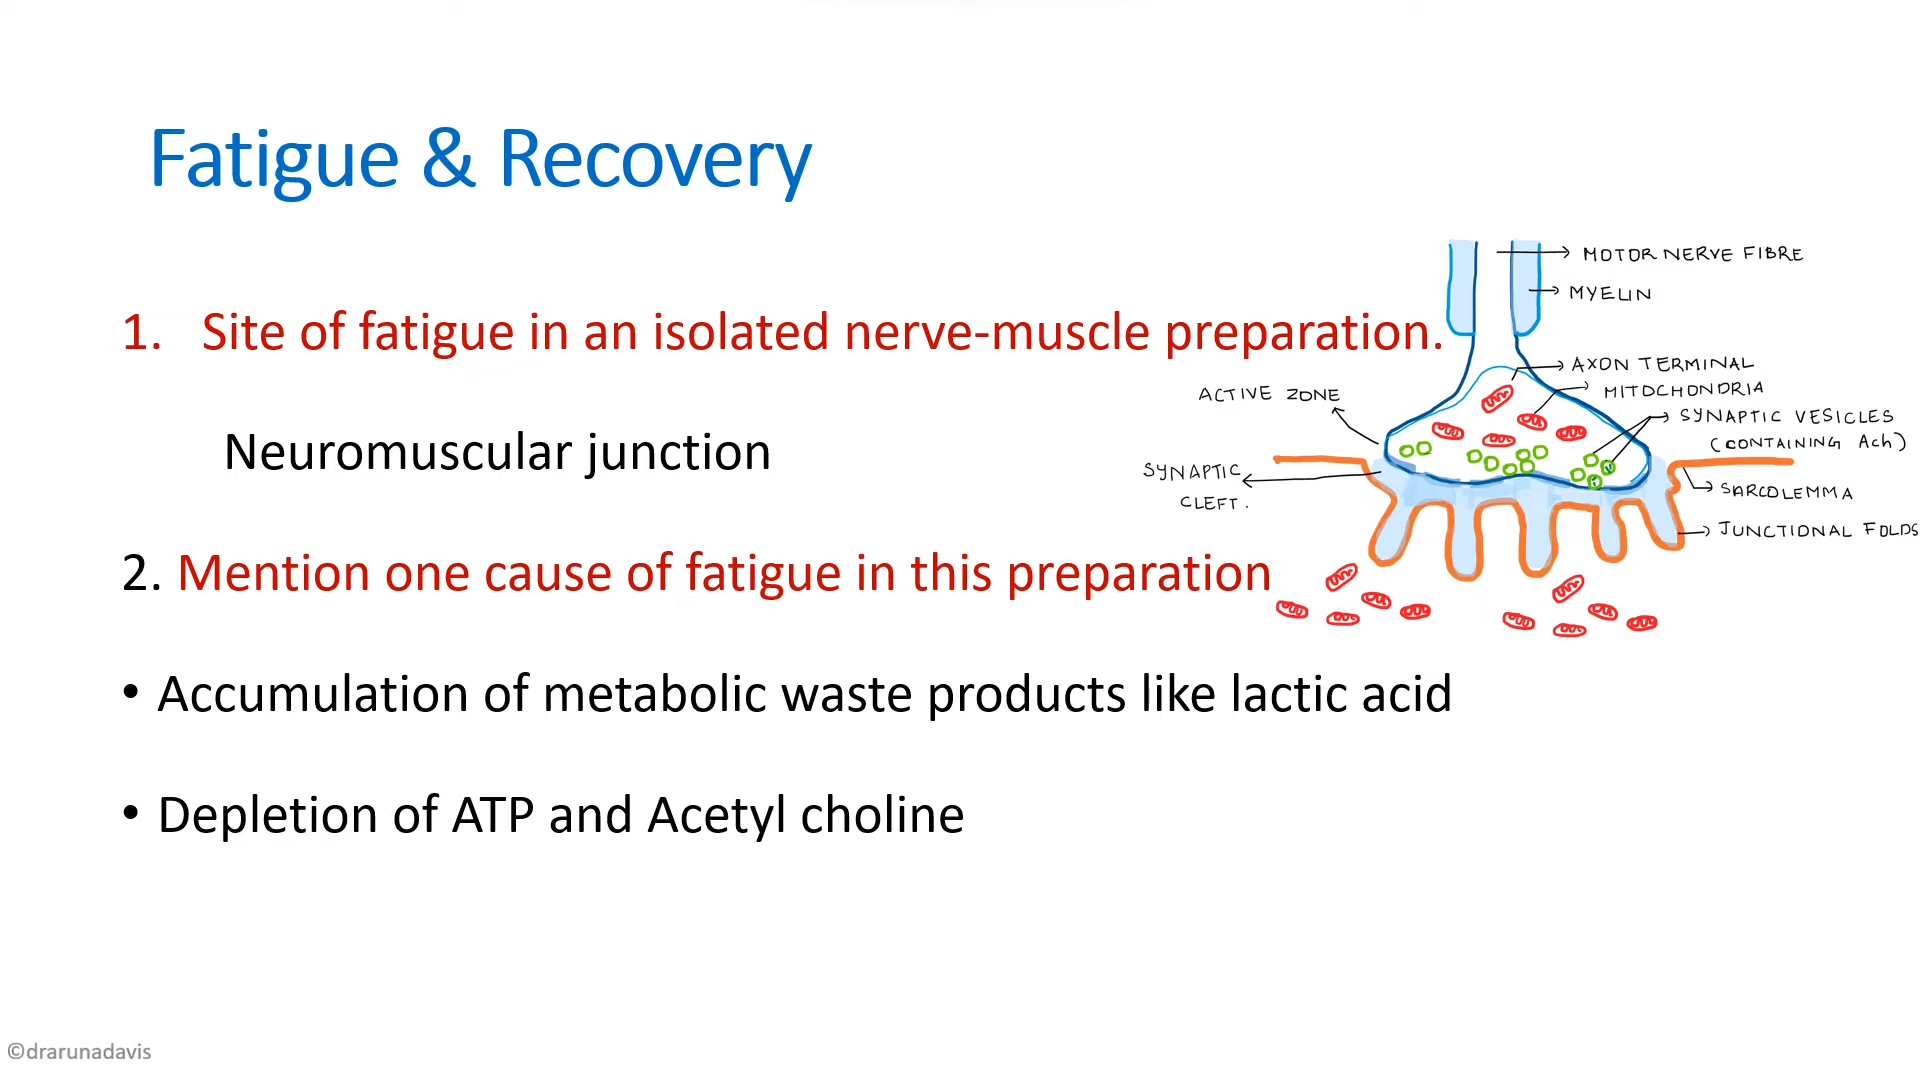 Fatigue & Recovery
1. Site of fatigue in an isolated nerve-muscle preparation.
Neuromuscular junction
2. Mention one cause of fatigue in this preparation
• Accumulation of metabolic waste products like lactic acid
• Depletion of ATP and Acetyl choline
MOTOR NERVE FIBRE
MYELIN
AXON TERMINAL
MITOCHONDRIA
ACTIVE ZONE
SYNAPTIC VESICLES
(CONTAINING Ach)
SYNAPTIC
CLEFT.
SARCOLEMMA
JUNCTIONAL FOLDS
©drarunadavis